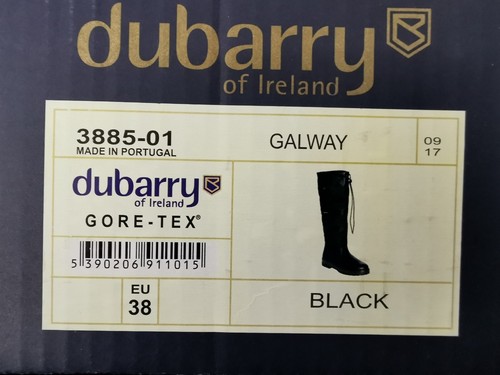 dubarry
of Ireland
3885-01
MADE IN PORTUGAL
GALWAY
09
17
dubarry
of Ireland
GORE-TEX®
5 390206 911015
EU
38
BLACK